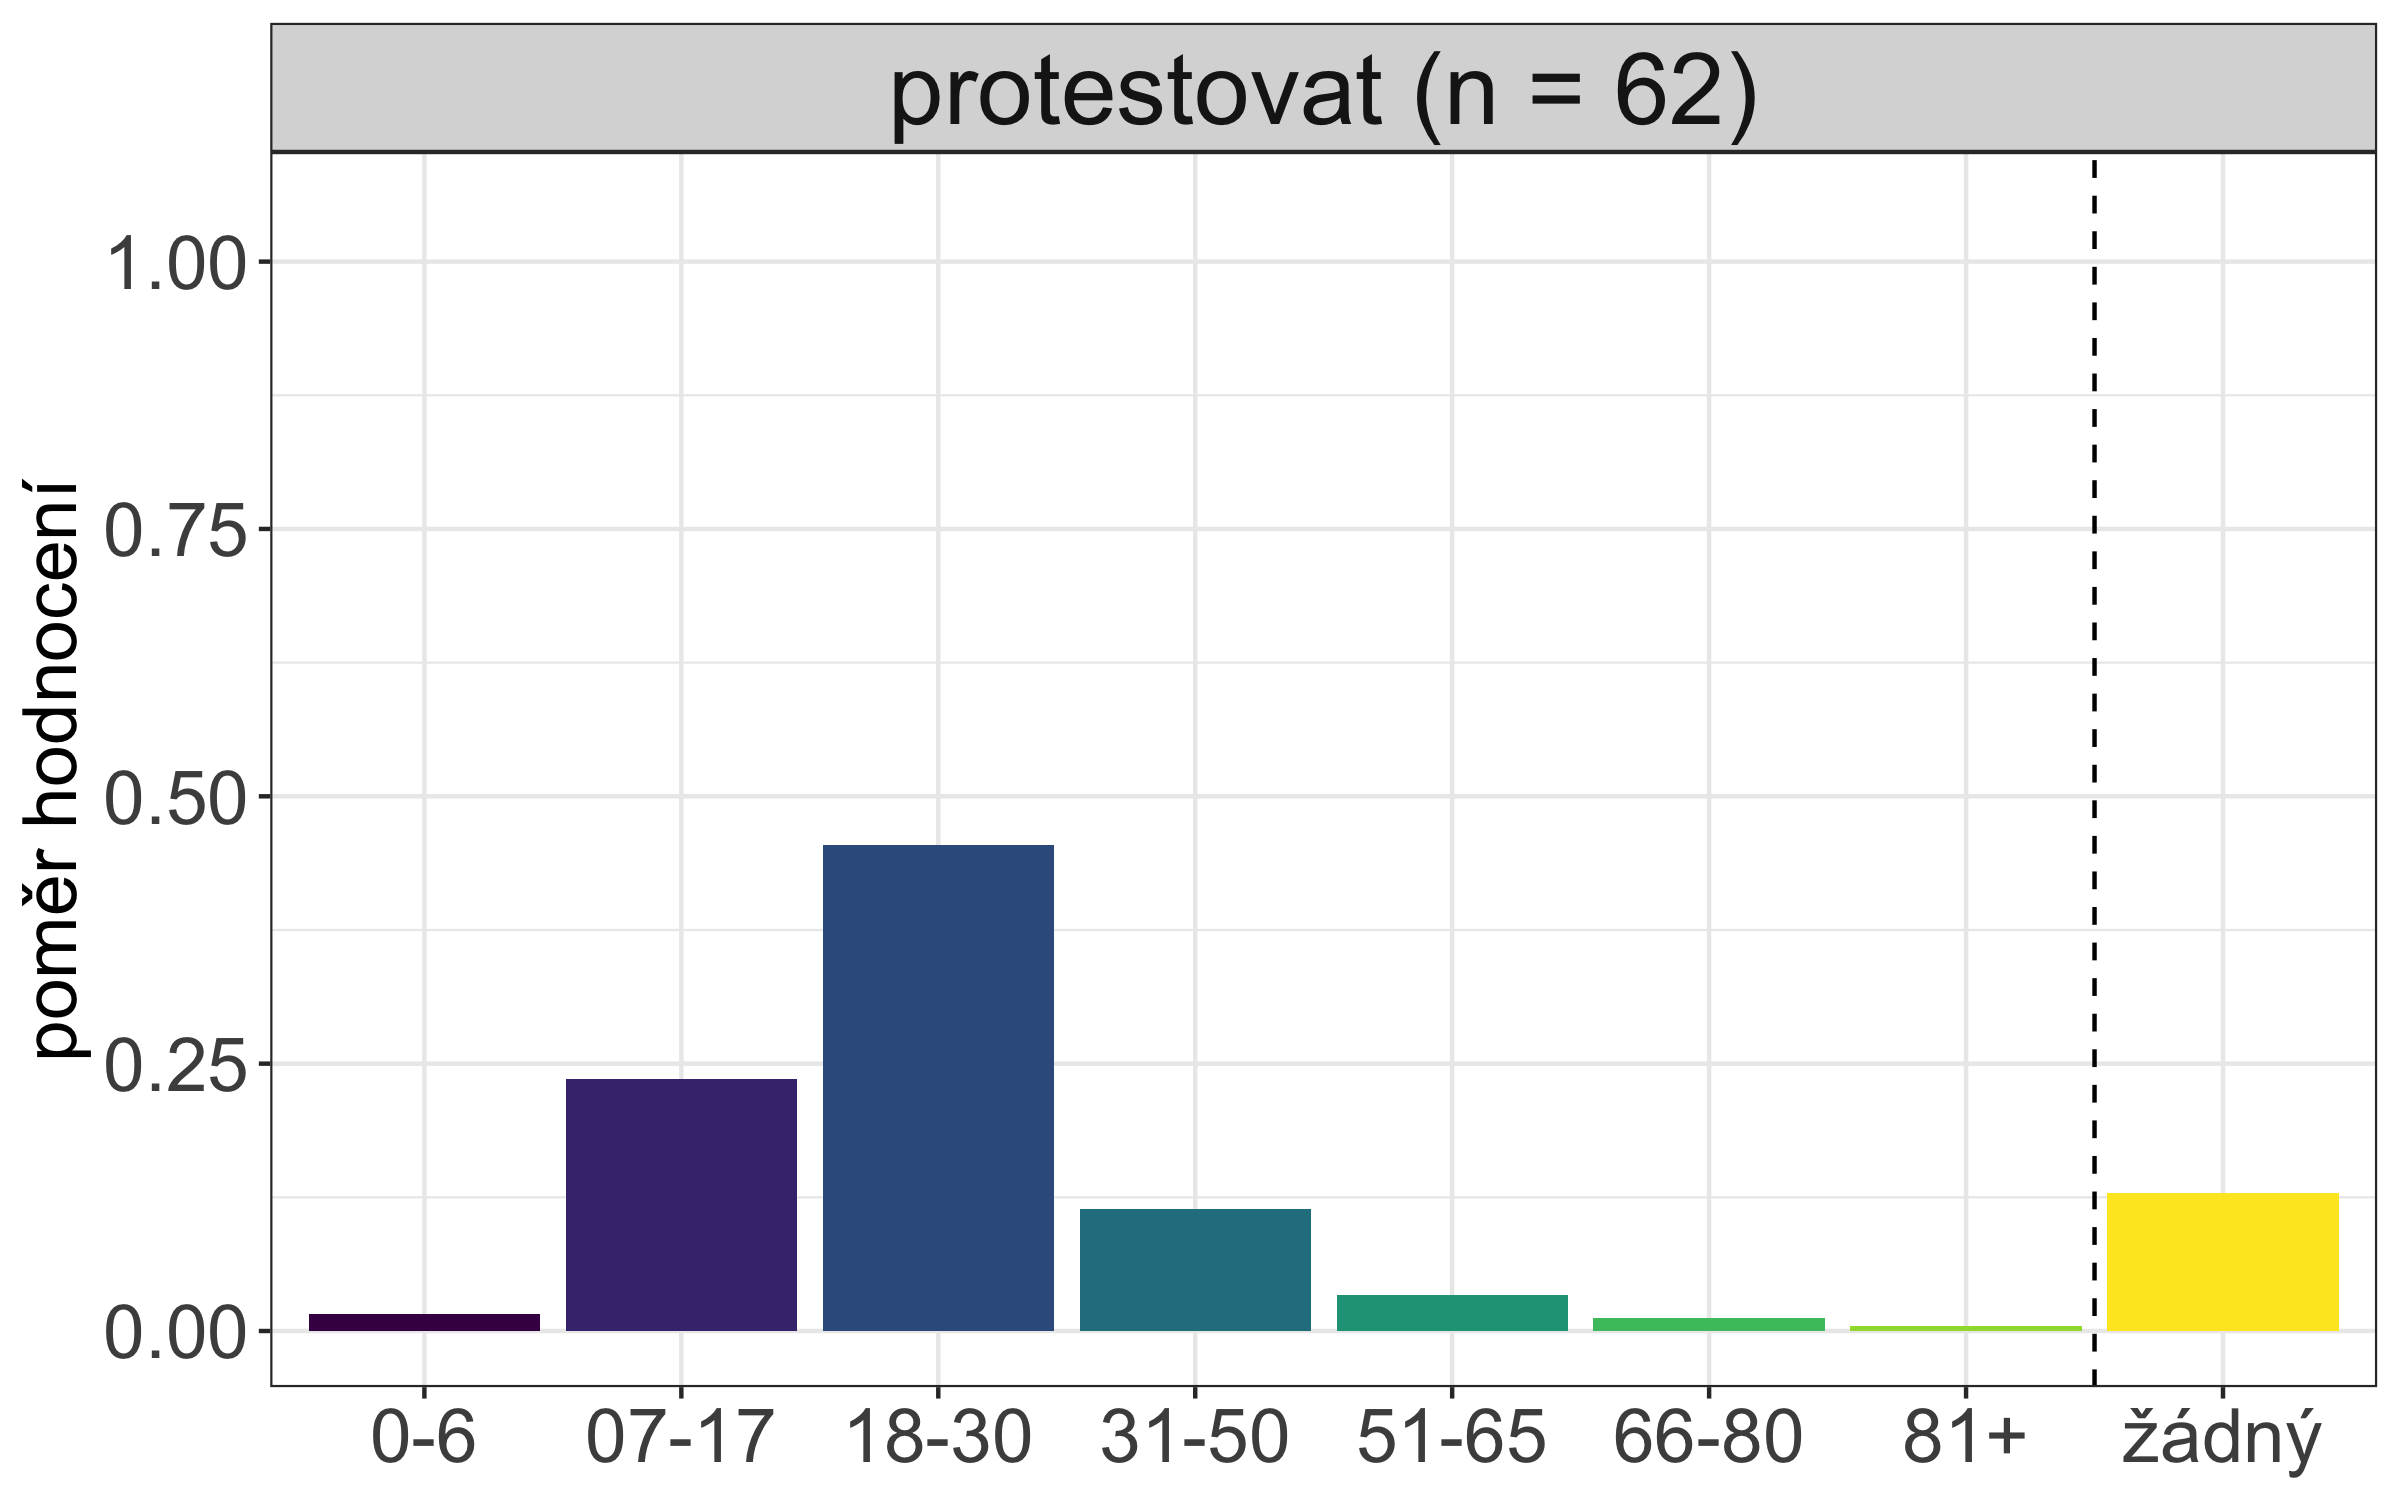 protestovat (n = 62)
poměr hodnocení
1.00
0.75
0.50
0.25
0.00
0-6 07-17 18-30 31-50 51-65 66-80 81+ žádný